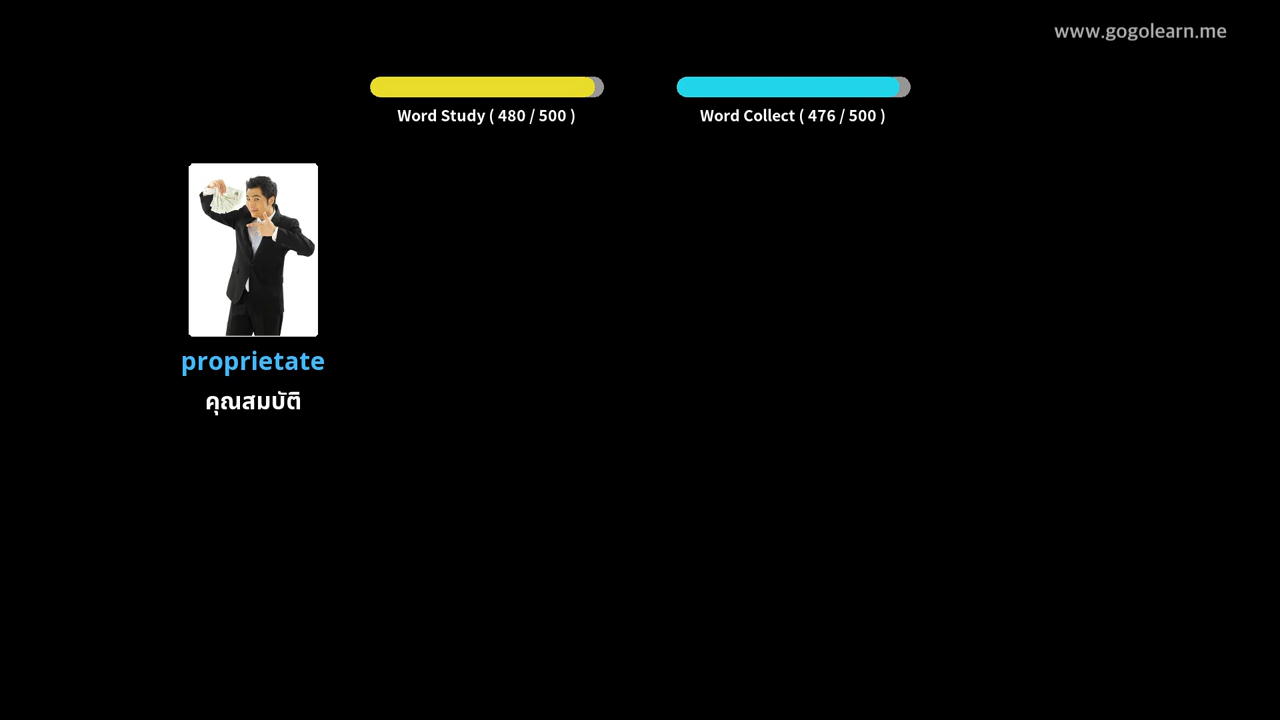 www.gogolearn.me
Word Study ( 480 / 500 )
Word Collect ( 476 / 500 )
proprietate
คุณสมบัติ